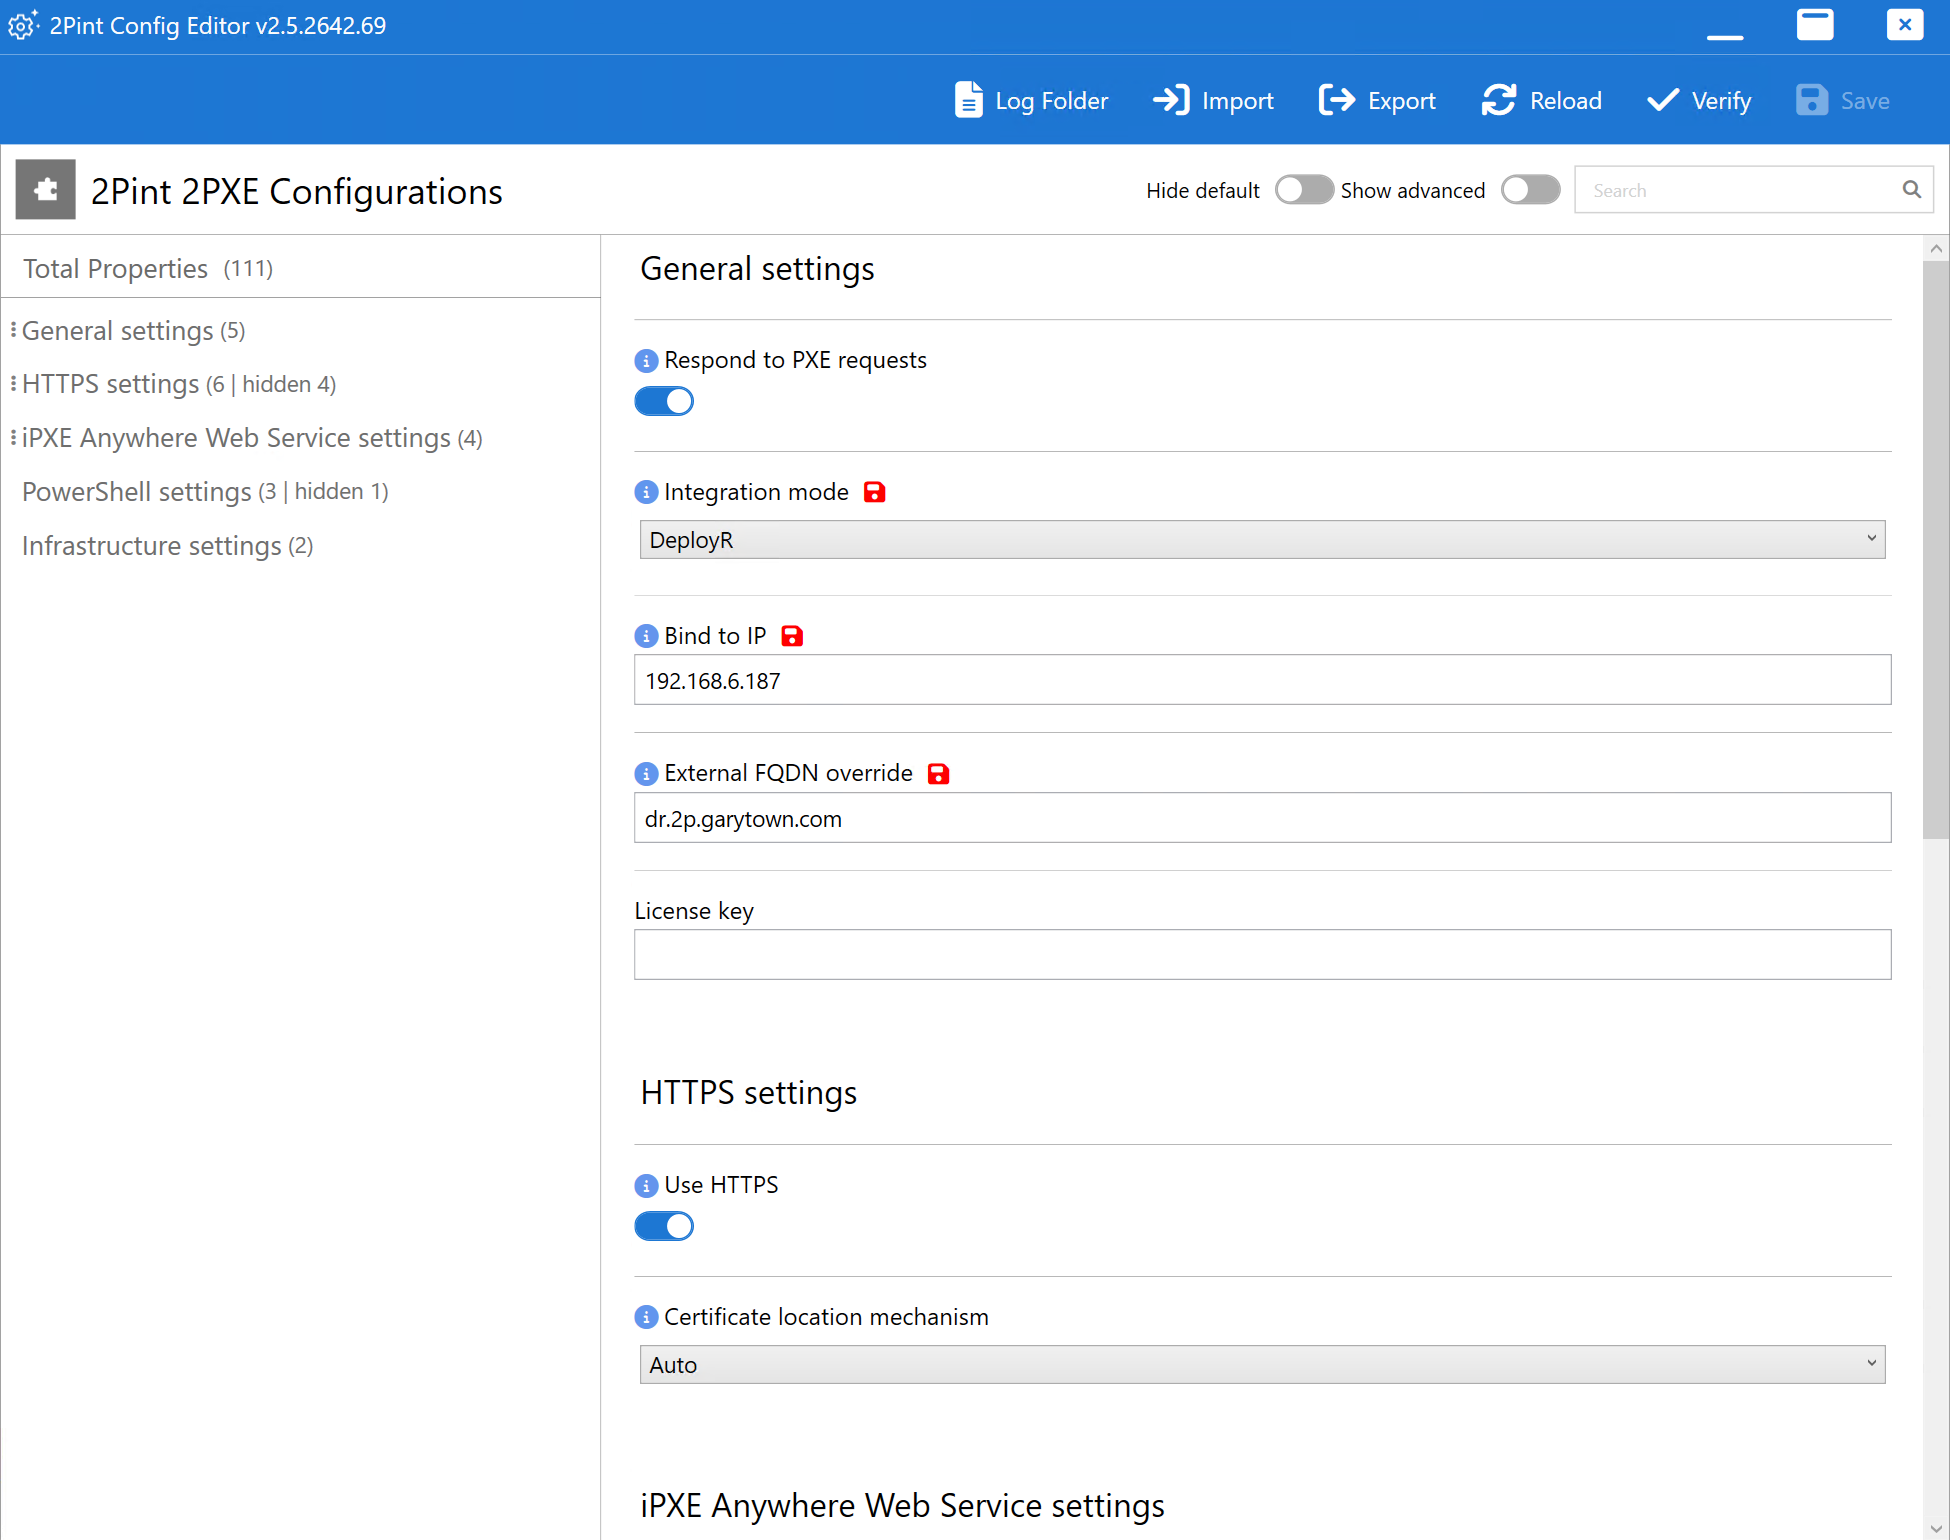 2Pint Config Editor v2.5.2642.69
Log Folder
Import
Export
Reload
Verify
Save
2Pint 2PXE Configurations
Hide default
Show advanced
Search
Total Properties (111)
General settings (5)
HTTPS settings (6 | hidden 4)
iPXE Anywhere Web Service settings (4)
PowerShell settings (3 | hidden 1)
Infrastructure settings (2)
General settings
Respond to PXE requests
Integration mode
DeployR
Bind to IP
192.168.6.187
External FQDN override
dr.2p.garytown.com
License key
HTTPS settings
Use HTTPS
Certificate location mechanism
Auto
iPXE Anywhere Web Service settings